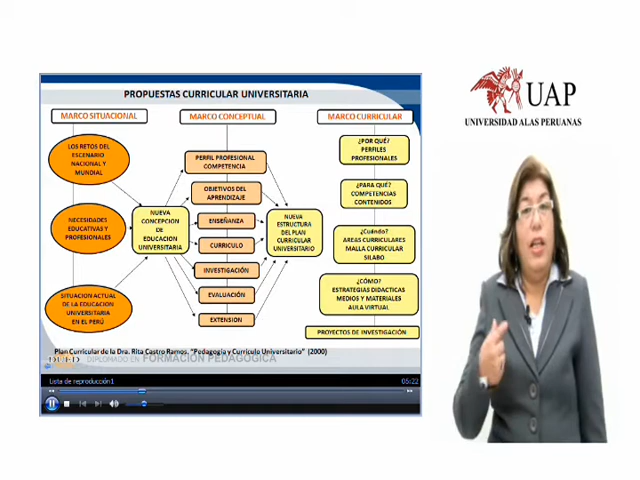 PROPUESTAS CURRICULAR UNIVERSITARIA
MARCO SITUACIONAL
MARCO CONCEPTUAL
MARCO CURRICULAR
LOS RETOS DEL
ESCENARIO
NACIONAL Y
MUNDIAL
NECESIDADES
EDUCATIVAS Y
PROFESIONALES
SITUACION ACTUAL
DE LA EDUCACION
UNIVERSITARIA
EN EL PERÚ
NUEVA
CONCEPCION
DE
EDUCACION
UNIVERSITARIA
PERFIL PROFESIONAL
COMPETENCIA
OBJETIVOS DEL
APRENDIZAJE
ENSEÑANZA
CURRICULO
INVESTIGACIÓN
EVALUACIÓN
EXTENSION
NUEVA
ESTRUCTURA
DEL PLAN
CURRICULAR
UNIVERSITARIO
¿POR QUÉ?
PERFILES
PROFESIONALES
¿PARA QUÉ?
COMPETENCIAS
CONTENIDOS
¿Cuándo?
AREAS CURRICULARES
MALLA CURRICULAR
SILABO
¿CÓMO?
ESTRATEGIAS DIDACTICAS
MEDIOS Y MATERIALES
AULA VIRTUAL
PROYECTOS DE INVESTIGACIÓN
Plan Curricular de la Dra. Rita Castro Ramos. "Pedagogía y Currículo Universitario" (2000)
DUED DIPLOMADO EN FORMACIÓN PEDAGÓGICA
Lista de reproducción1
05:22
UAP
UNIVERSIDAD ALAS PERUANAS